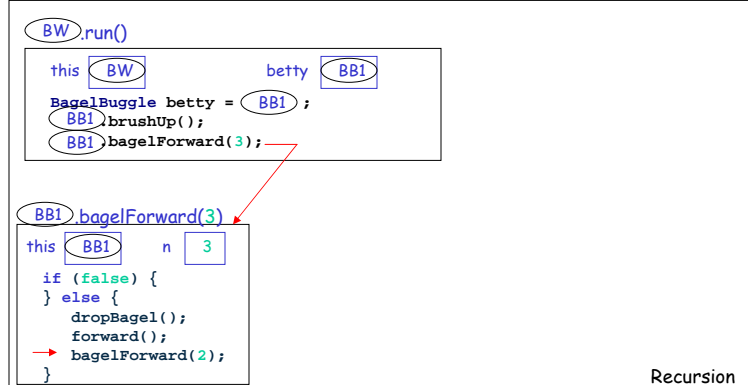 BW.run()
this BW betty BB1
BagelBuggle betty = BB1 ;
BB1.brushUp();
BB1.bagelForward(3);
BB1.bagelForward(3)
this BB1 n 3
if (false) {
} else {
dropBagel();
forward();
bagelForward(2);
}
Recursion